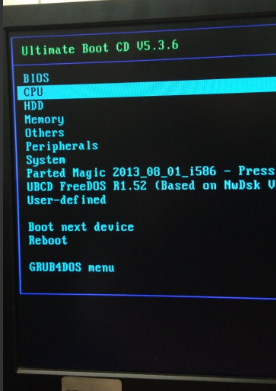 Ultimate Boot CD V5.3.6
BIOS
CPU
HDD
Memory
Others
Peripherals
System
Parted Magic 2013_08_01_i586 - Press
UBCD FreeDOS R1.52 (Based on NwDsk V
User-defined
Boot next device
Reboot
GRUB4DOS menu